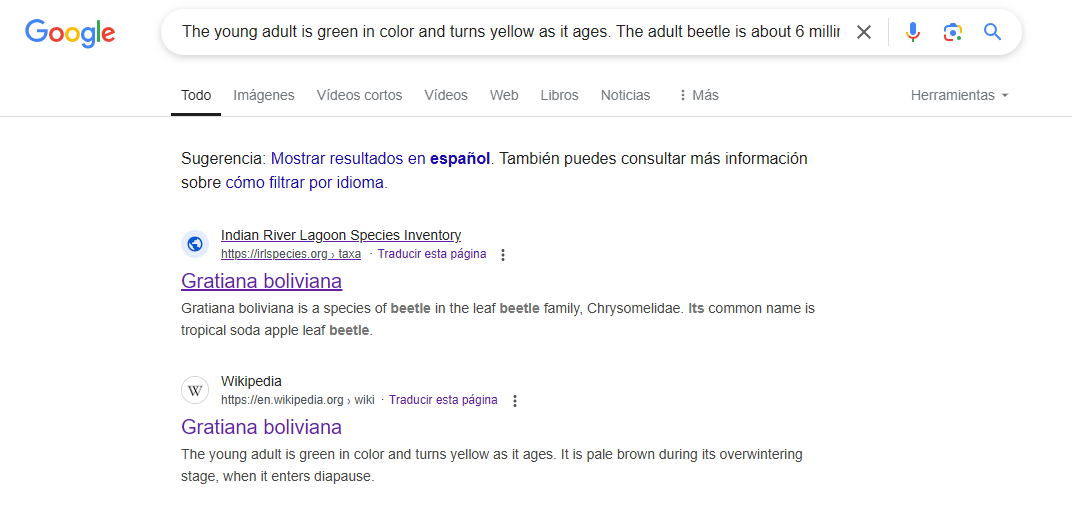 Google
The young adult is green in color and turns yellow as it ages. The adult beetle is about 6
Todo Imágenes Vídeos cortos Vídeos Web Libros Noticias Más Herramientas
Sugerencia: Mostrar resultados en español. También puedes consultar más información
sobre cómo filtrar por idioma.
Indian River Lagoon Species Inventory
https://irlspecies.org › taxa · Traducir esta página
Gratiana boliviana
Gratiana boliviana is a species of beetle in the leaf beetle family, Chrysomelidae. Its common name is
tropical soda apple leaf beetle.
W
Wikipedia
https://en.wikipedia.org › wiki · Traducir esta página
Gratiana boliviana
The young adult is green in color and turns yellow as it ages. It is pale brown during its overwintering
stage, when it enters diapause.